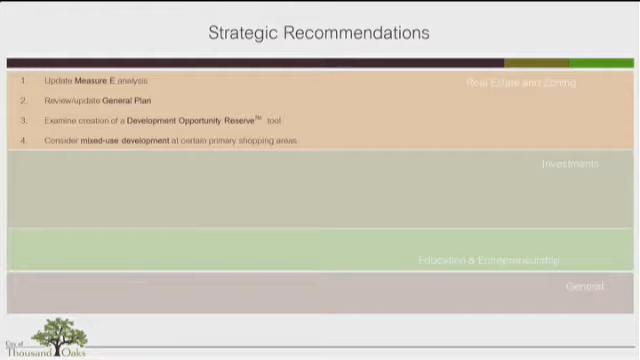 Strategic Recommendations
Real Estate and Zoning
1. Update Measure E analysis
2. Review/update General Plan
3. Examine creation of a Development Opportunity Reserve™ tool
4. Consider mixed-use development at certain primary shopping areas
Investments
Education & Entrepreneurship
General
City of
Thousand Oaks